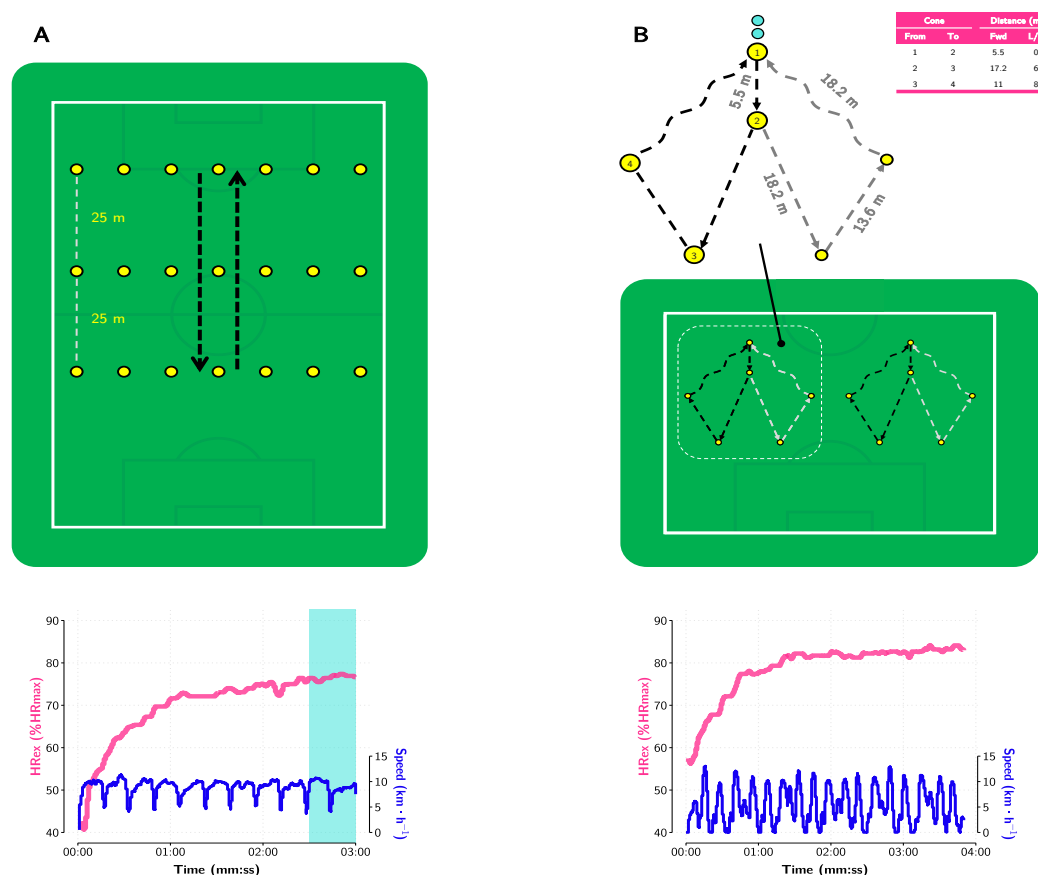 A
25 m
25 m
B
1
5.5 m
18.2 m
2
4
18.2 m
13.6 m
3
Cone Distance (m
From To Fwd L/
1 2 5.5 0
2 3 17.2 6
3 4 11 8
90
80
70
60
50
40
HRex (%HRmax)
15
10
5
0
Speed (km · h⁻¹)
00:00 01:00 02:00 03:00
Time (mm:ss)
90
80
70
60
50
40
HRex (%HRmax)
15
10
5
0
Speed (km · h⁻¹)
00:00 01:00 02:00 03:00 04:00
Time (mm:ss)